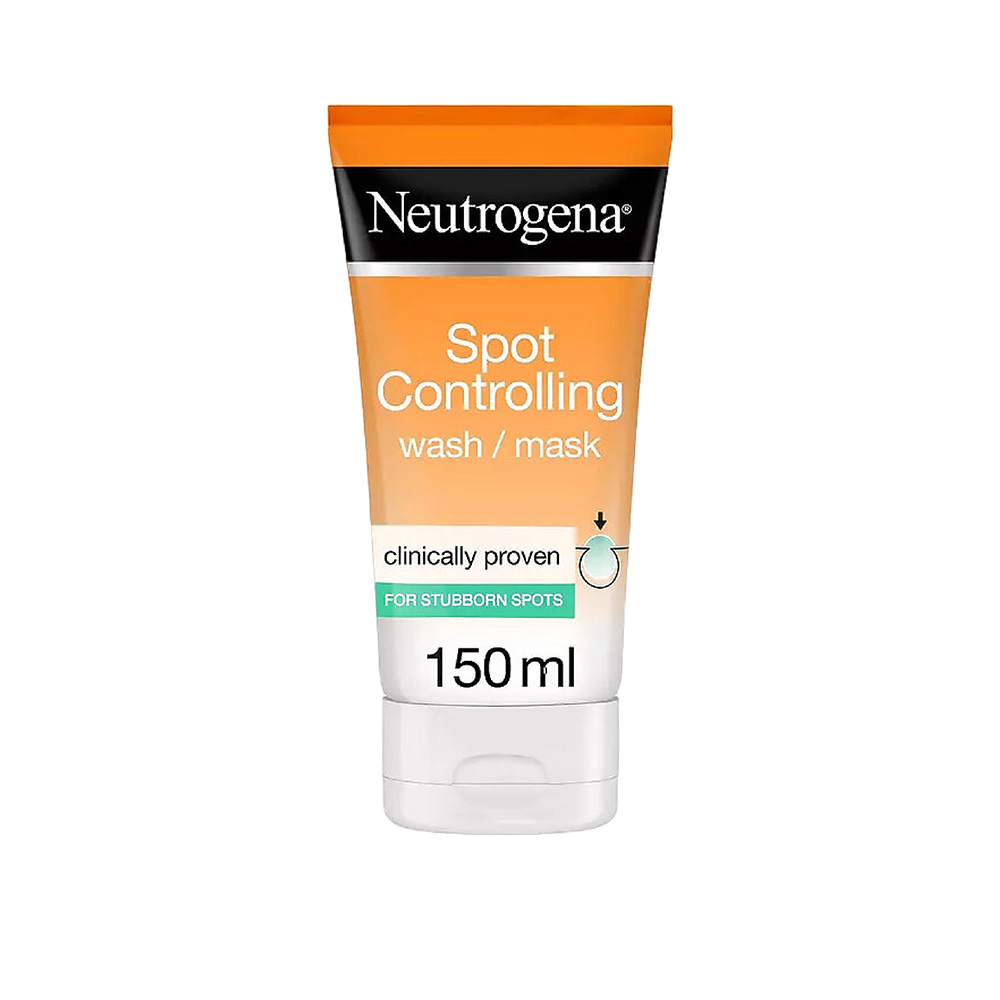 Neutrogena®
Spot
Controlling
wash / mask
clinically proven
FOR STUBBORN SPOTS
150 ml